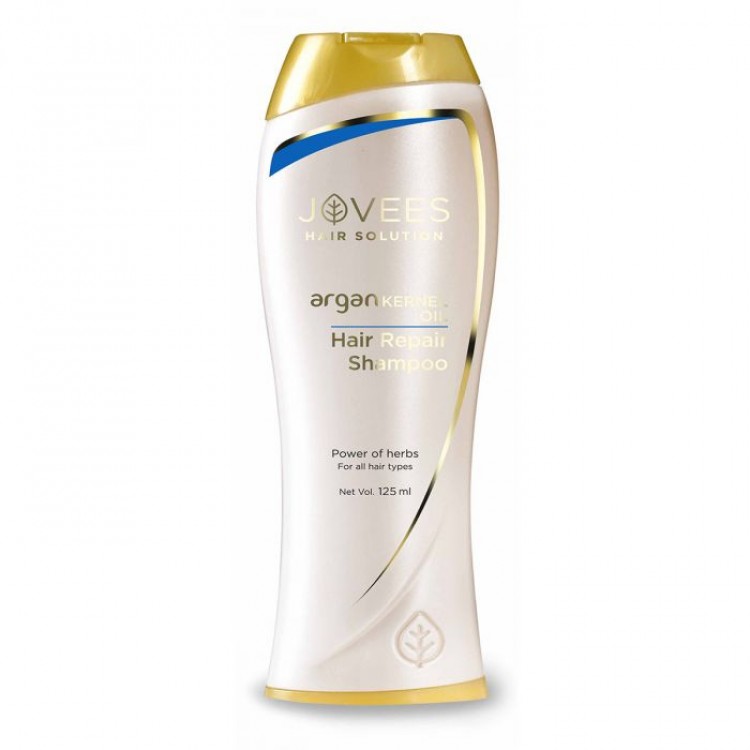 JOVEES
HAIR SOLUTION
argan KERNEL
OIL
Hair Repair
Shampoo
Power of herbs
For all hair types
Net Vol. 125 ml